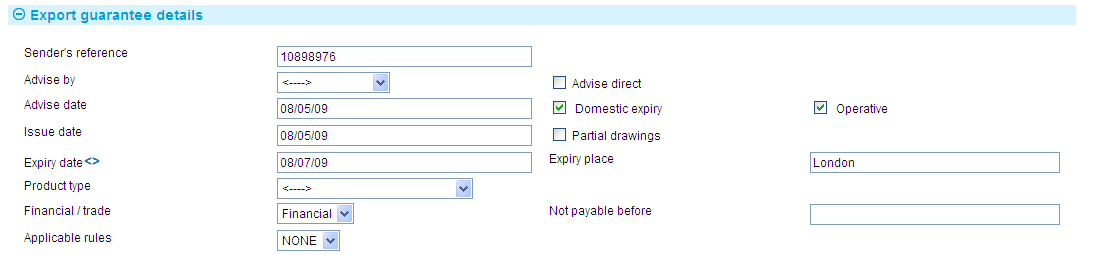 Export guarantee details
Sender's reference 10898976
Advise by <----> Advise direct
Advise date 08/05/09 Domestic expiry Operative
Issue date 08/05/09 Partial drawings
Expiry date<> 08/07/09 Expiry place London
Product type <---->
Financial / trade Financial Not payable before
Applicable rules NONE